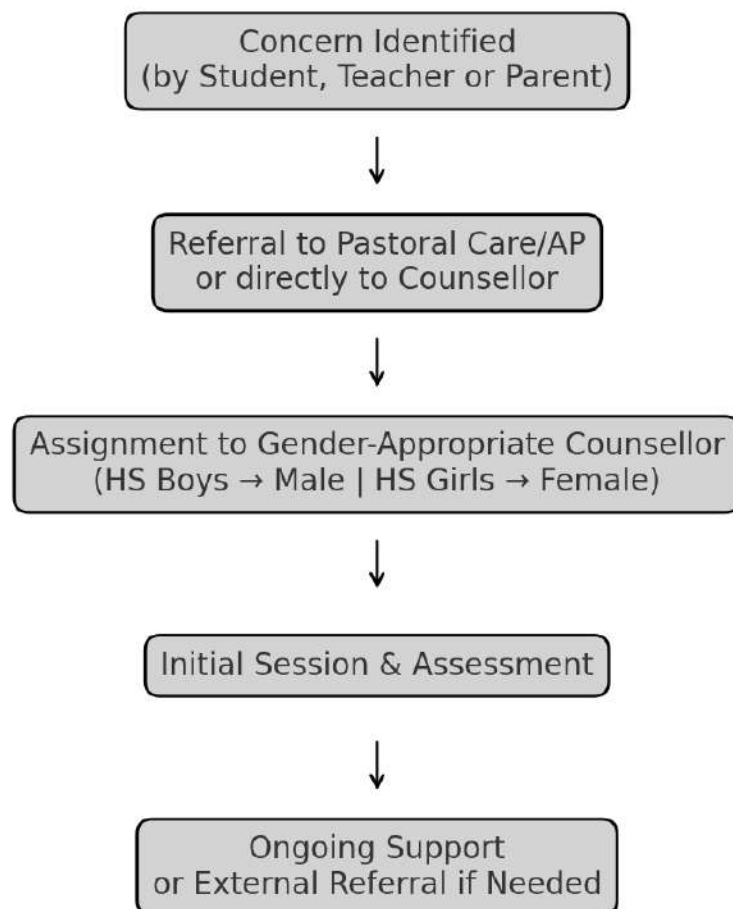 Concern Identified
(by Student, Teacher or Parent)
Referral to Pastoral Care/AP
or directly to Counsellor
Assignment to Gender-Appropriate Counsellor
(HS Boys → Male | HS Girls → Female)
Initial Session & Assessment
Ongoing Support
or External Referral if Needed